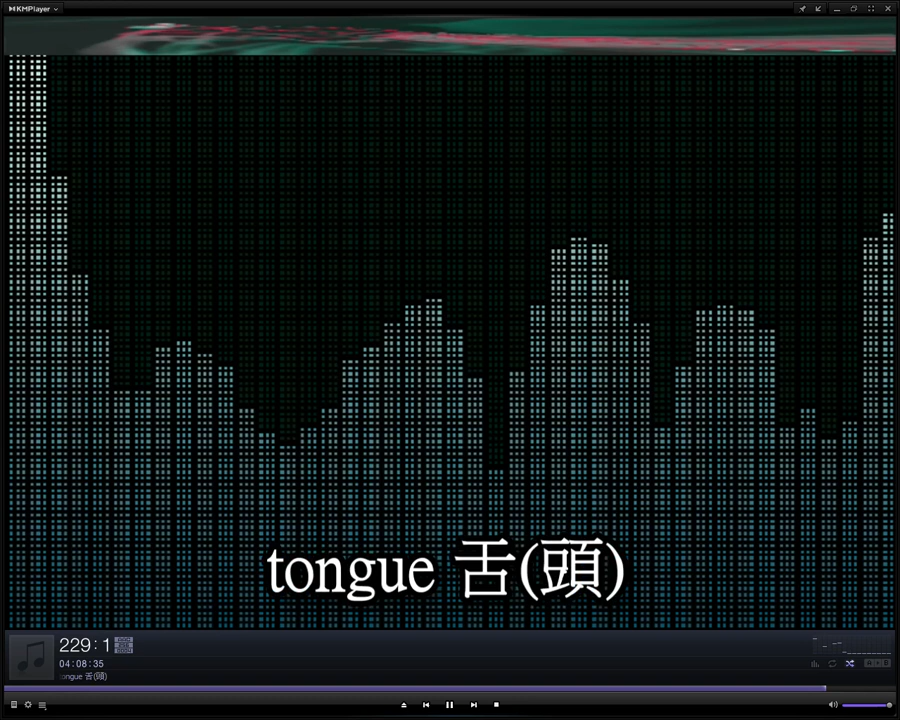 KMPlayer
tongue 舌(頭)
229:1
04:08:35
ongue 舌(頭)